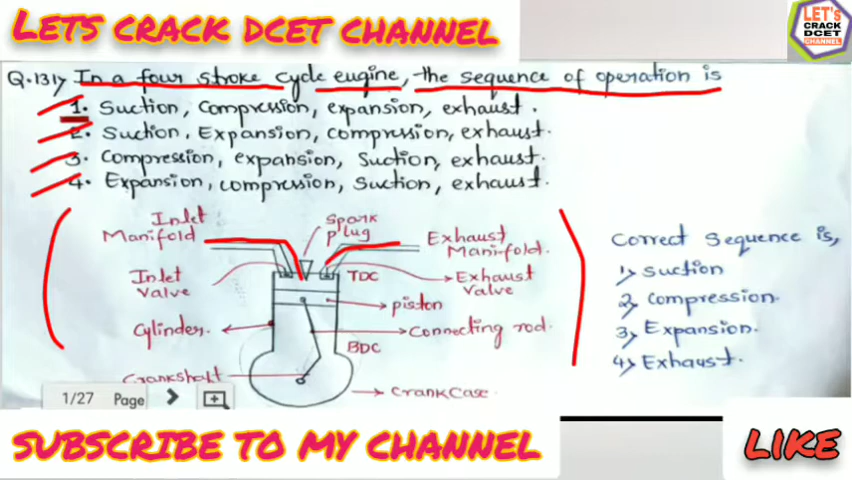 LETS CRACK DCET CHANNEL
LET'S
CRACK
DCET
CHANNEL
Q.131> In a four stroke cycle engine, the sequence of operation is
1. Suction, Compression, expansion, exhaust.
2. Suction, Expansion, compression, exhaust.
3. Compression, expansion, Suction, exhaust.
4. Expansion, compression, Suction, exhaust.
Inlet
Manifold
Spark
plug
Exhaust
Manifold.
Inlet
Valve
TDC
Exhaust
Valve
piston
Cylinder.
Connecting rod.
BDC
Crankshaft
CrankCase.
Correct Sequence is,
1> Suction
2> Compression.
3> Expansion.
4> Exhaust.
1/27 Page
SUBSCRIBE TO MY CHANNEL
LIKE